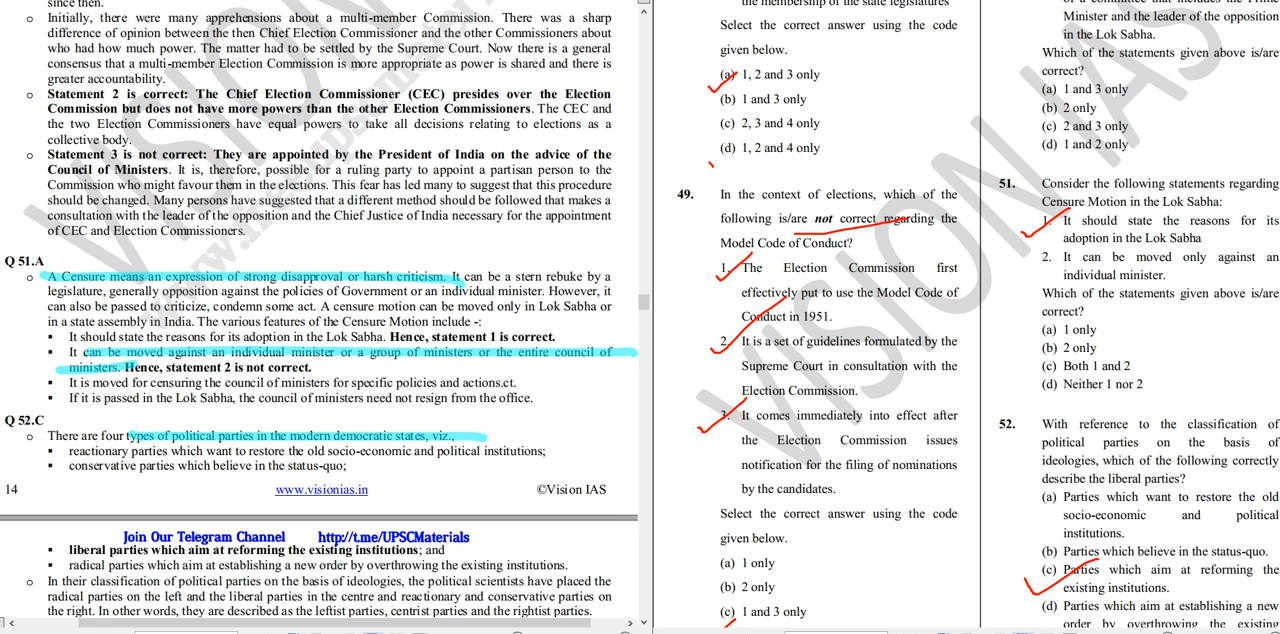 since then.
o Initially, there were many apprehensions about a multi-member Commission. There was a sharp
difference of opinion between the then Chief Election Commissioner and the other Commissioners about
who had how much power. The matter had to be settled by the Supreme Court. Now there is a general
consensus that a multi-member Election Commission is more appropriate as power is shared and there is
greater accountability.
o Statement 2 is correct: The Chief Election Commissioner (CEC) presides over the Election
Commission but does not have more powers than the other Election Commissioners. The CEC and
the two Election Commissioners have equal powers to take all decisions relating to elections as a
collective body.
o Statement 3 is not correct: They are appointed by the President of India on the advice of the
Council of Ministers. It is, therefore, possible for a ruling party to appoint a partisan person to the
Commission who might favour them in the elections. This fear has led many to suggest that this procedure
should be changed. Many persons have suggested that a different method should be followed that makes a
consultation with the leader of the opposition and the Chief Justice of India necessary for the appointment
of CEC and Election Commissioners.
Q 51.A
o A Censure means an expression of strong disapproval or harsh criticism. It can be a stern rebuke by a
legislature, generally opposition against the policies of Government or an individual minister. However, it
can also be passed to criticize, condemn some act. A censure motion can be moved only in Lok Sabha or
in a state assembly in India. The various features of the Censure Motion include -:
▪ It should state the reasons for its adoption in the Lok Sabha. Hence, statement 1 is correct.
▪ It can be moved against an individual minister or a group of ministers or the entire council of
ministers. Hence, statement 2 is not correct.
▪ It is moved for censuring the council of ministers for specific policies and actions.ct.
▪ If it is passed in the Lok Sabha, the council of ministers need not resign from the office.
Q 52.C
o There are four types of political parties in the modern democratic states, viz.,
▪ reactionary parties which want to restore the old socio-economic and political institutions;
▪ conservative parties which believe in the status-quo;
14 www.visionias.in ©Vision IAS
Join Our Telegram Channel http://t.me/UPSCMaterials
▪ liberal parties which aim at reforming the existing institutions; and
▪ radical parties which aim at establishing a new order by overthrowing the existing institutions.
o In their classification of political parties on the basis of ideologies, the political scientists have placed the
radical parties on the left and the liberal parties in the centre and reactionary and conservative parties on
the right. In other words, they are described as the leftist parties, centrist parties and the rightist parties.
the membership of the state legislatures
Select the correct answer using the code
given below.
(a) 1, 2 and 3 only
(b) 1 and 3 only
(c) 2, 3 and 4 only
(d) 1, 2 and 4 only
49. In the context of elections, which of the
following is/are not correct regarding the
Model Code of Conduct?
1. The Election Commission first
effectively put to use the Model Code of
Conduct in 1951.
2. It is a set of guidelines formulated by the
Supreme Court in consultation with the
Election Commission.
3. It comes immediately into effect after
the Election Commission issues
notification for the filing of nominations
by the candidates.
Select the correct answer using the code
given below.
(a) 1 only
(b) 2 only
(c) 1 and 3 only
Minister and the leader of the opposition
in the Lok Sabha.
Which of the statements given above is/are
correct?
(a) 1 and 3 only
(b) 2 only
(c) 2 and 3 only
(d) 1 and 2 only
51. Consider the following statements regarding
Censure Motion in the Lok Sabha:
1. It should state the reasons for its
adoption in the Lok Sabha
2. It can be moved only against an
individual minister.
Which of the statements given above is/are
correct?
(a) 1 only
(b) 2 only
(c) Both 1 and 2
(d) Neither 1 nor 2
52. With reference to the classification of
political parties on the basis of
ideologies, which of the following correctly
describe the liberal parties?
(a) Parties which want to restore the old
socio-economic and political
institutions.
(b) Parties which believe in the status-quo.
(c) Parties which aim at reforming the
existing institutions.
(d) Parties which aim at establishing a new
order by overthrowing the existing
VISION IAS